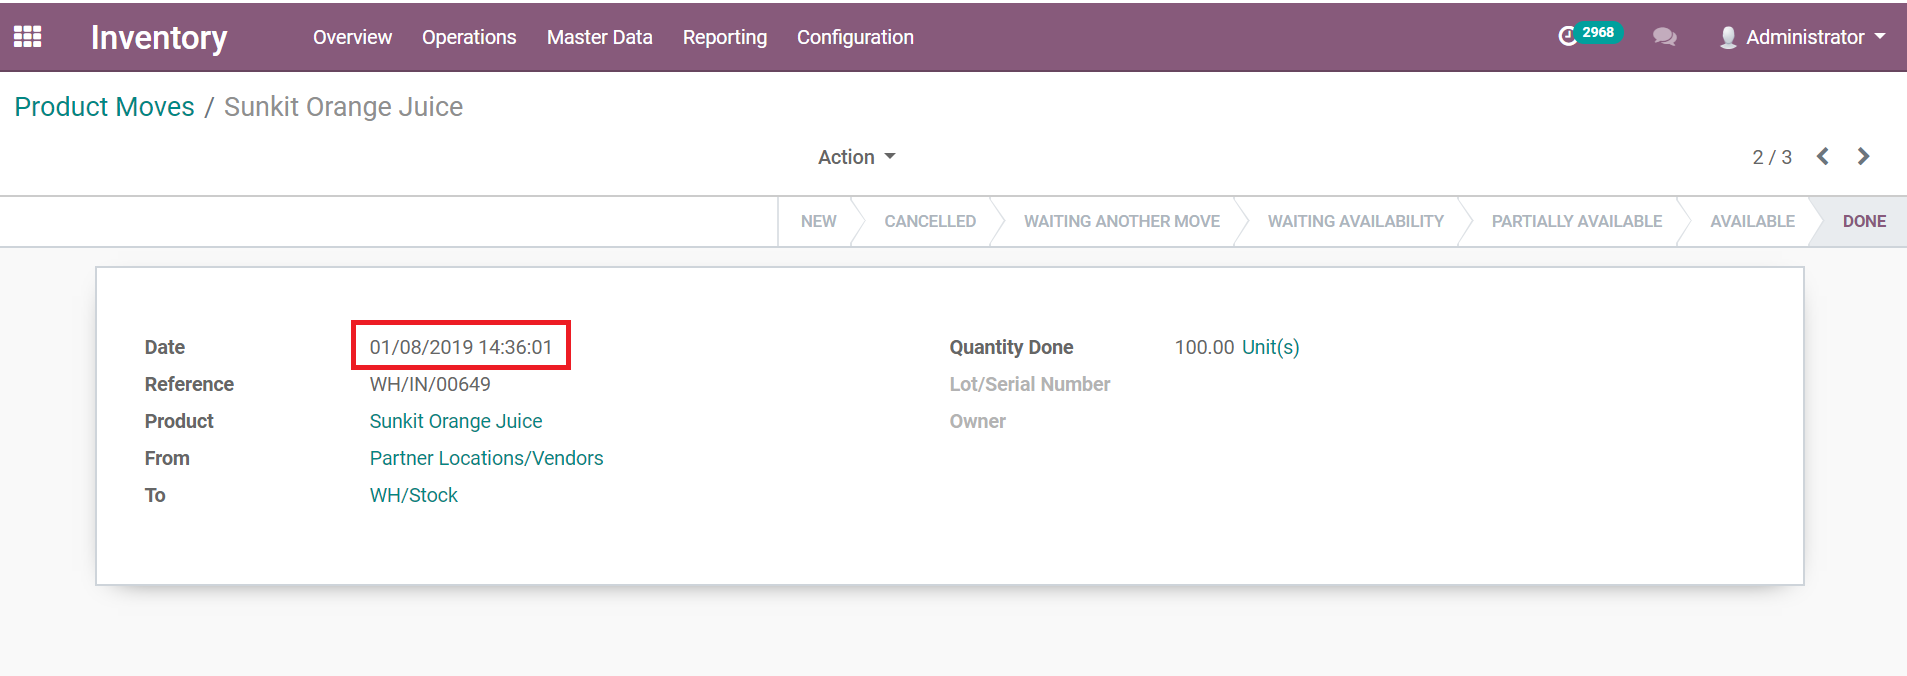 Inventory Overview Operations Master Data Reporting Configuration 2968 Administrator
Product Moves / Sunkit Orange Juice
Action 2 / 3
NEW CANCELLED WAITING ANOTHER MOVE WAITING AVAILABILITY PARTIALLY AVAILABLE AVAILABLE DONE
Date 01/08/2019 14:36:01 Quantity Done 100.00 Unit(s)
Reference WH/IN/00649 Lot/Serial Number
Product Sunkit Orange Juice Owner
From Partner Locations/Vendors
To WH/Stock